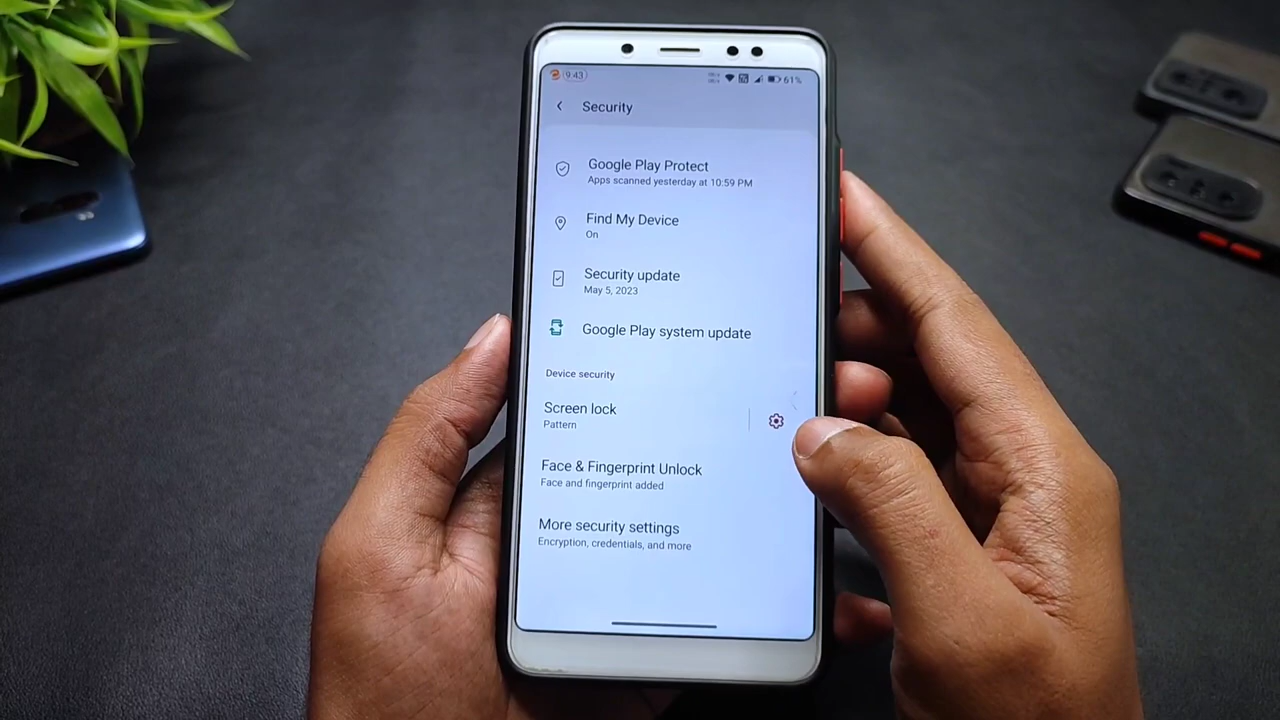 9:43
61%
Security
Google Play Protect
Apps scanned yesterday at 10:59 PM
Find My Device
On
Security update
May 5, 2023
Google Play system update
Device security
Screen lock
Pattern
Face & Fingerprint Unlock
Face and fingerprint added
More security settings
Encryption, credentials, and more